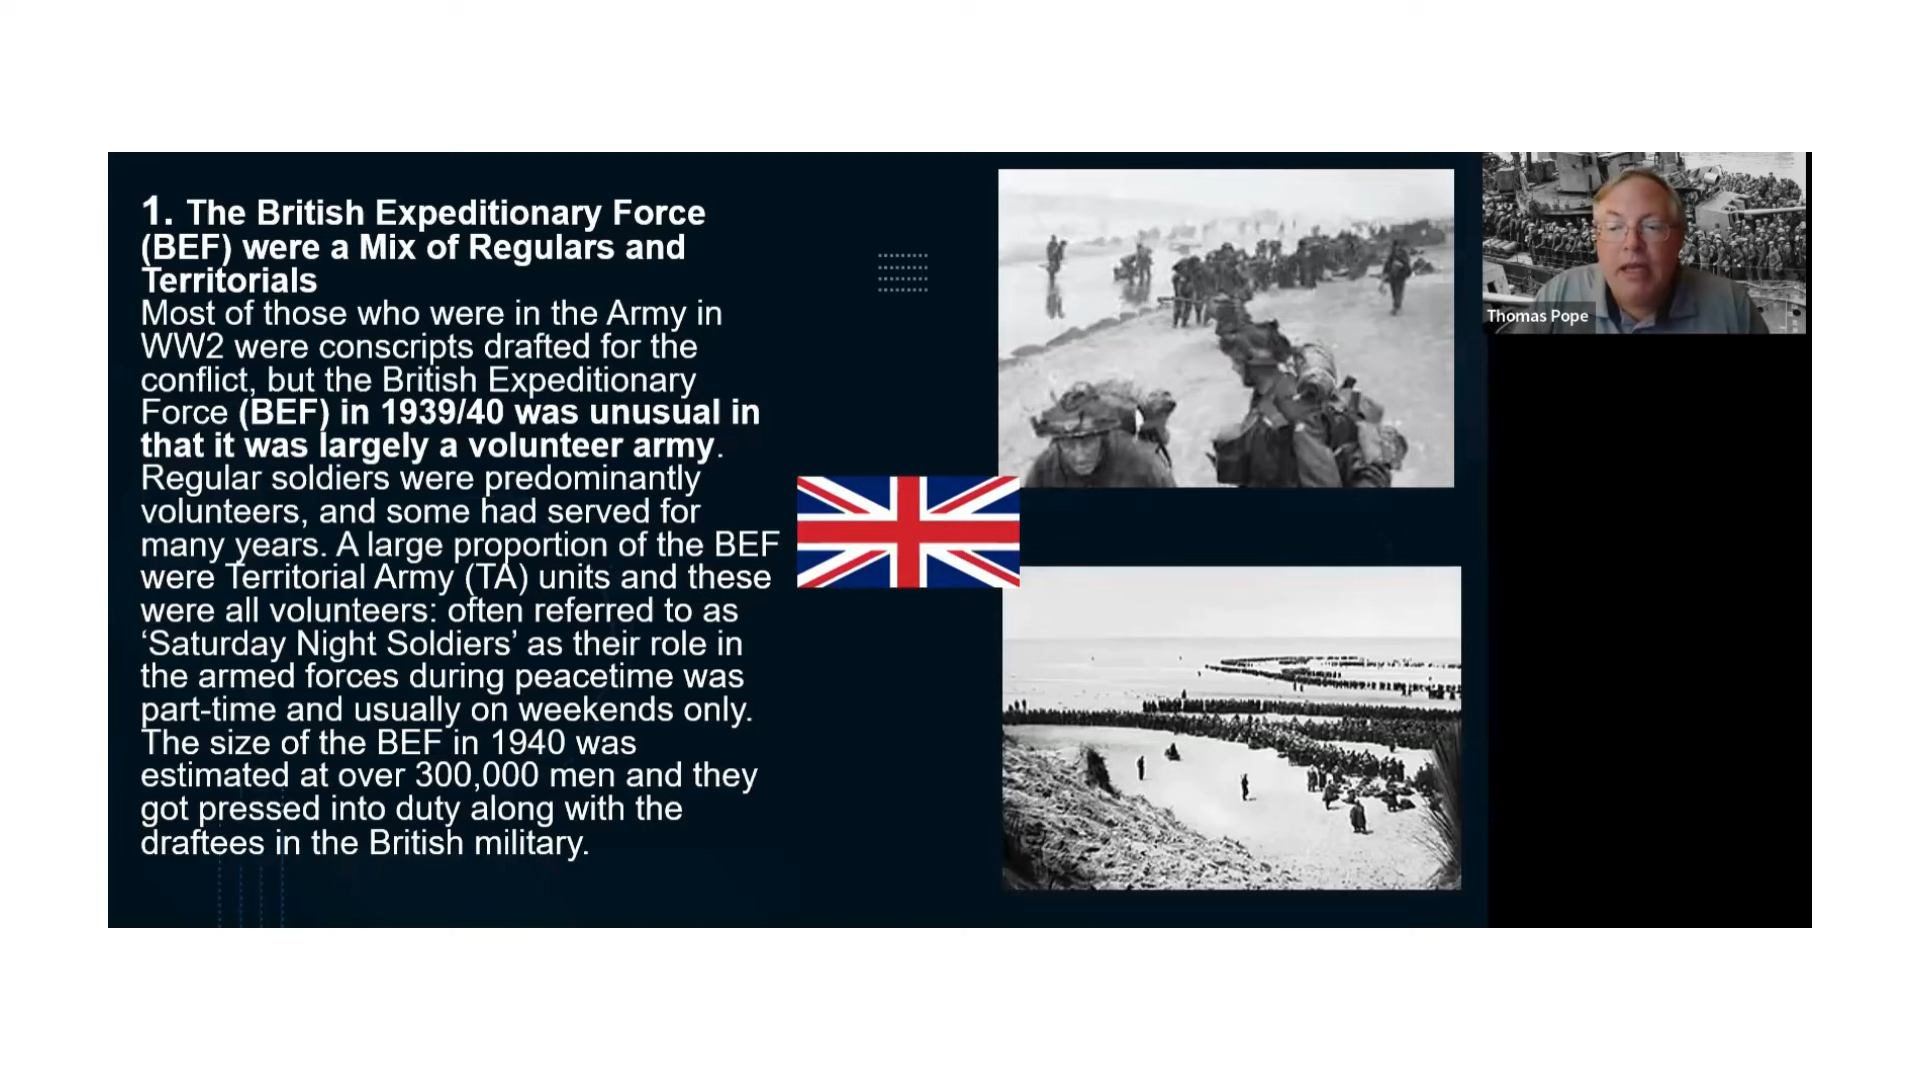 1. The British Expeditionary Force
(BEF) were a Mix of Regulars and
Territorials
Most of those who were in the Army in
WW2 were conscripts drafted for the
conflict, but the British Expeditionary
Force (BEF) in 1939/40 was unusual in
that it was largely a volunteer army.
Regular soldiers were predominantly
volunteers, and some had served for
many years. A large proportion of the BEF
were Territorial Army (TA) units and these
were all volunteers: often referred to as
‘Saturday Night Soldiers’ as their role in
the armed forces during peacetime was
part-time and usually on weekends only.
The size of the BEF in 1940 was
estimated at over 300,000 men and they
got pressed into duty along with the
draftees in the British military.
Thomas Pope